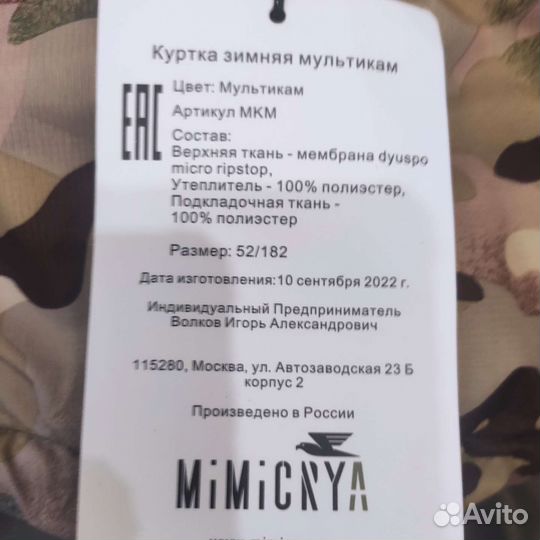 Куртка зимняя мультикам
Цвет: Мультикам
EAC
Артикул МКМ
Состав:
Верхняя ткань - мембрана dyuspo
micro ripstop,
Утеплитель - 100% полиэстер,
Подкладочная ткань -
100% полиэстер
Размер: 52/182
Дата изготовления:10 сентября 2022 г.
Индивидуальный Предприниматель
Волков Игорь Александрович
115280, Москва, ул. Автозаводская 23 Б
корпус 2
Произведено в России
MiMiCRYA
Avito